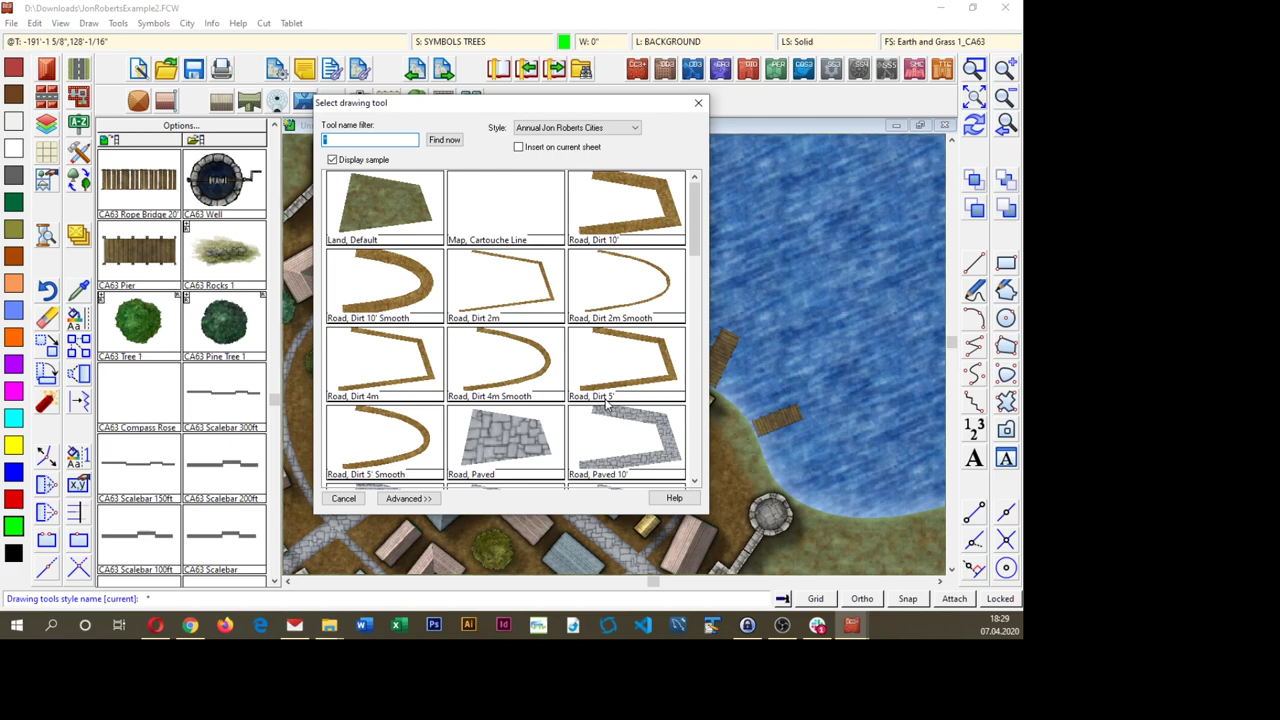 D:\Downloads\JonRobertsExample2.FCW
File Edit View Draw Tools Symbols City Info Hub Cut Tablet
@T: -191'-1 5/8",128'-1/16"
S: SYMBOLS TREES
W: 0"
L: BACKGROUND
LS: Solid
FS: Earth and Grass 1_CA63
Options...
CA63 Rope Bridge 20'
CA63 Well
CA63 Pier
CA63 Rocks 1
CA63 Tree 1
CA63 Pine Tree 1
CA63 Compass Rose
CA63 Scalebar 300ft
CA63 Scalebar 150ft
CA63 Scalebar 200ft
CA63 Scalebar 100ft
CA63 Scalebar
Select drawing tool
Tool name filter:
*
Find now
Style:
Annual Jon Roberts Cities
Insert on current sheet
Display sample
Land, Default
Map, Cartouche Line
Road, Dirt 10'
Road, Dirt 10' Smooth
Road, Dirt 2m
Road, Dirt 2m Smooth
Road, Dirt 4m
Road, Dirt 4m Smooth
Road, Dirt 5'
Road, Dirt 5' Smooth
Road, Paved
Road, Paved 10'
Cancel
Advanced >>
Help
Drawing tools style name [current]: *
Grid
Ortho
Snap
Attach
Locked
18:29
07.04.2020